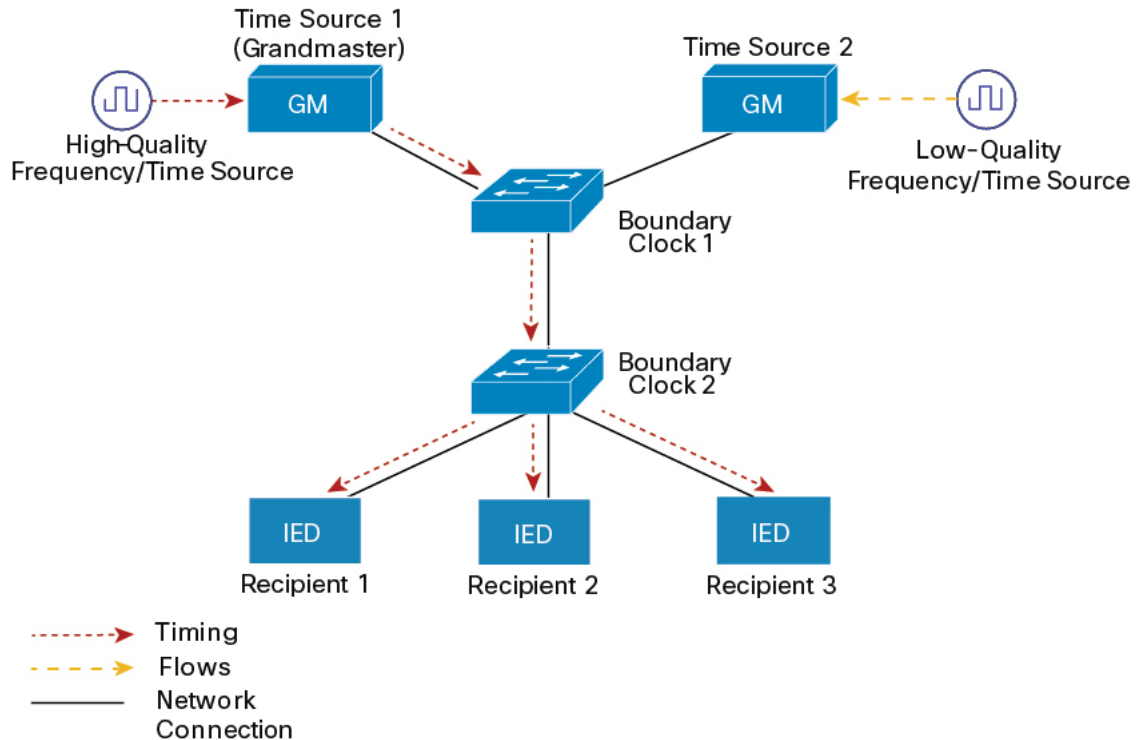 Time Source 1
(Grandmaster)
GM
High-Quality
Frequency/Time Source
Time Source 2
GM
Low-Quality
Frequency/Time Source
Boundary
Clock 1
Boundary
Clock 2
IED
Recipient 1
IED
Recipient 2
IED
Recipient 3
Timing
Flows
Network
Connection